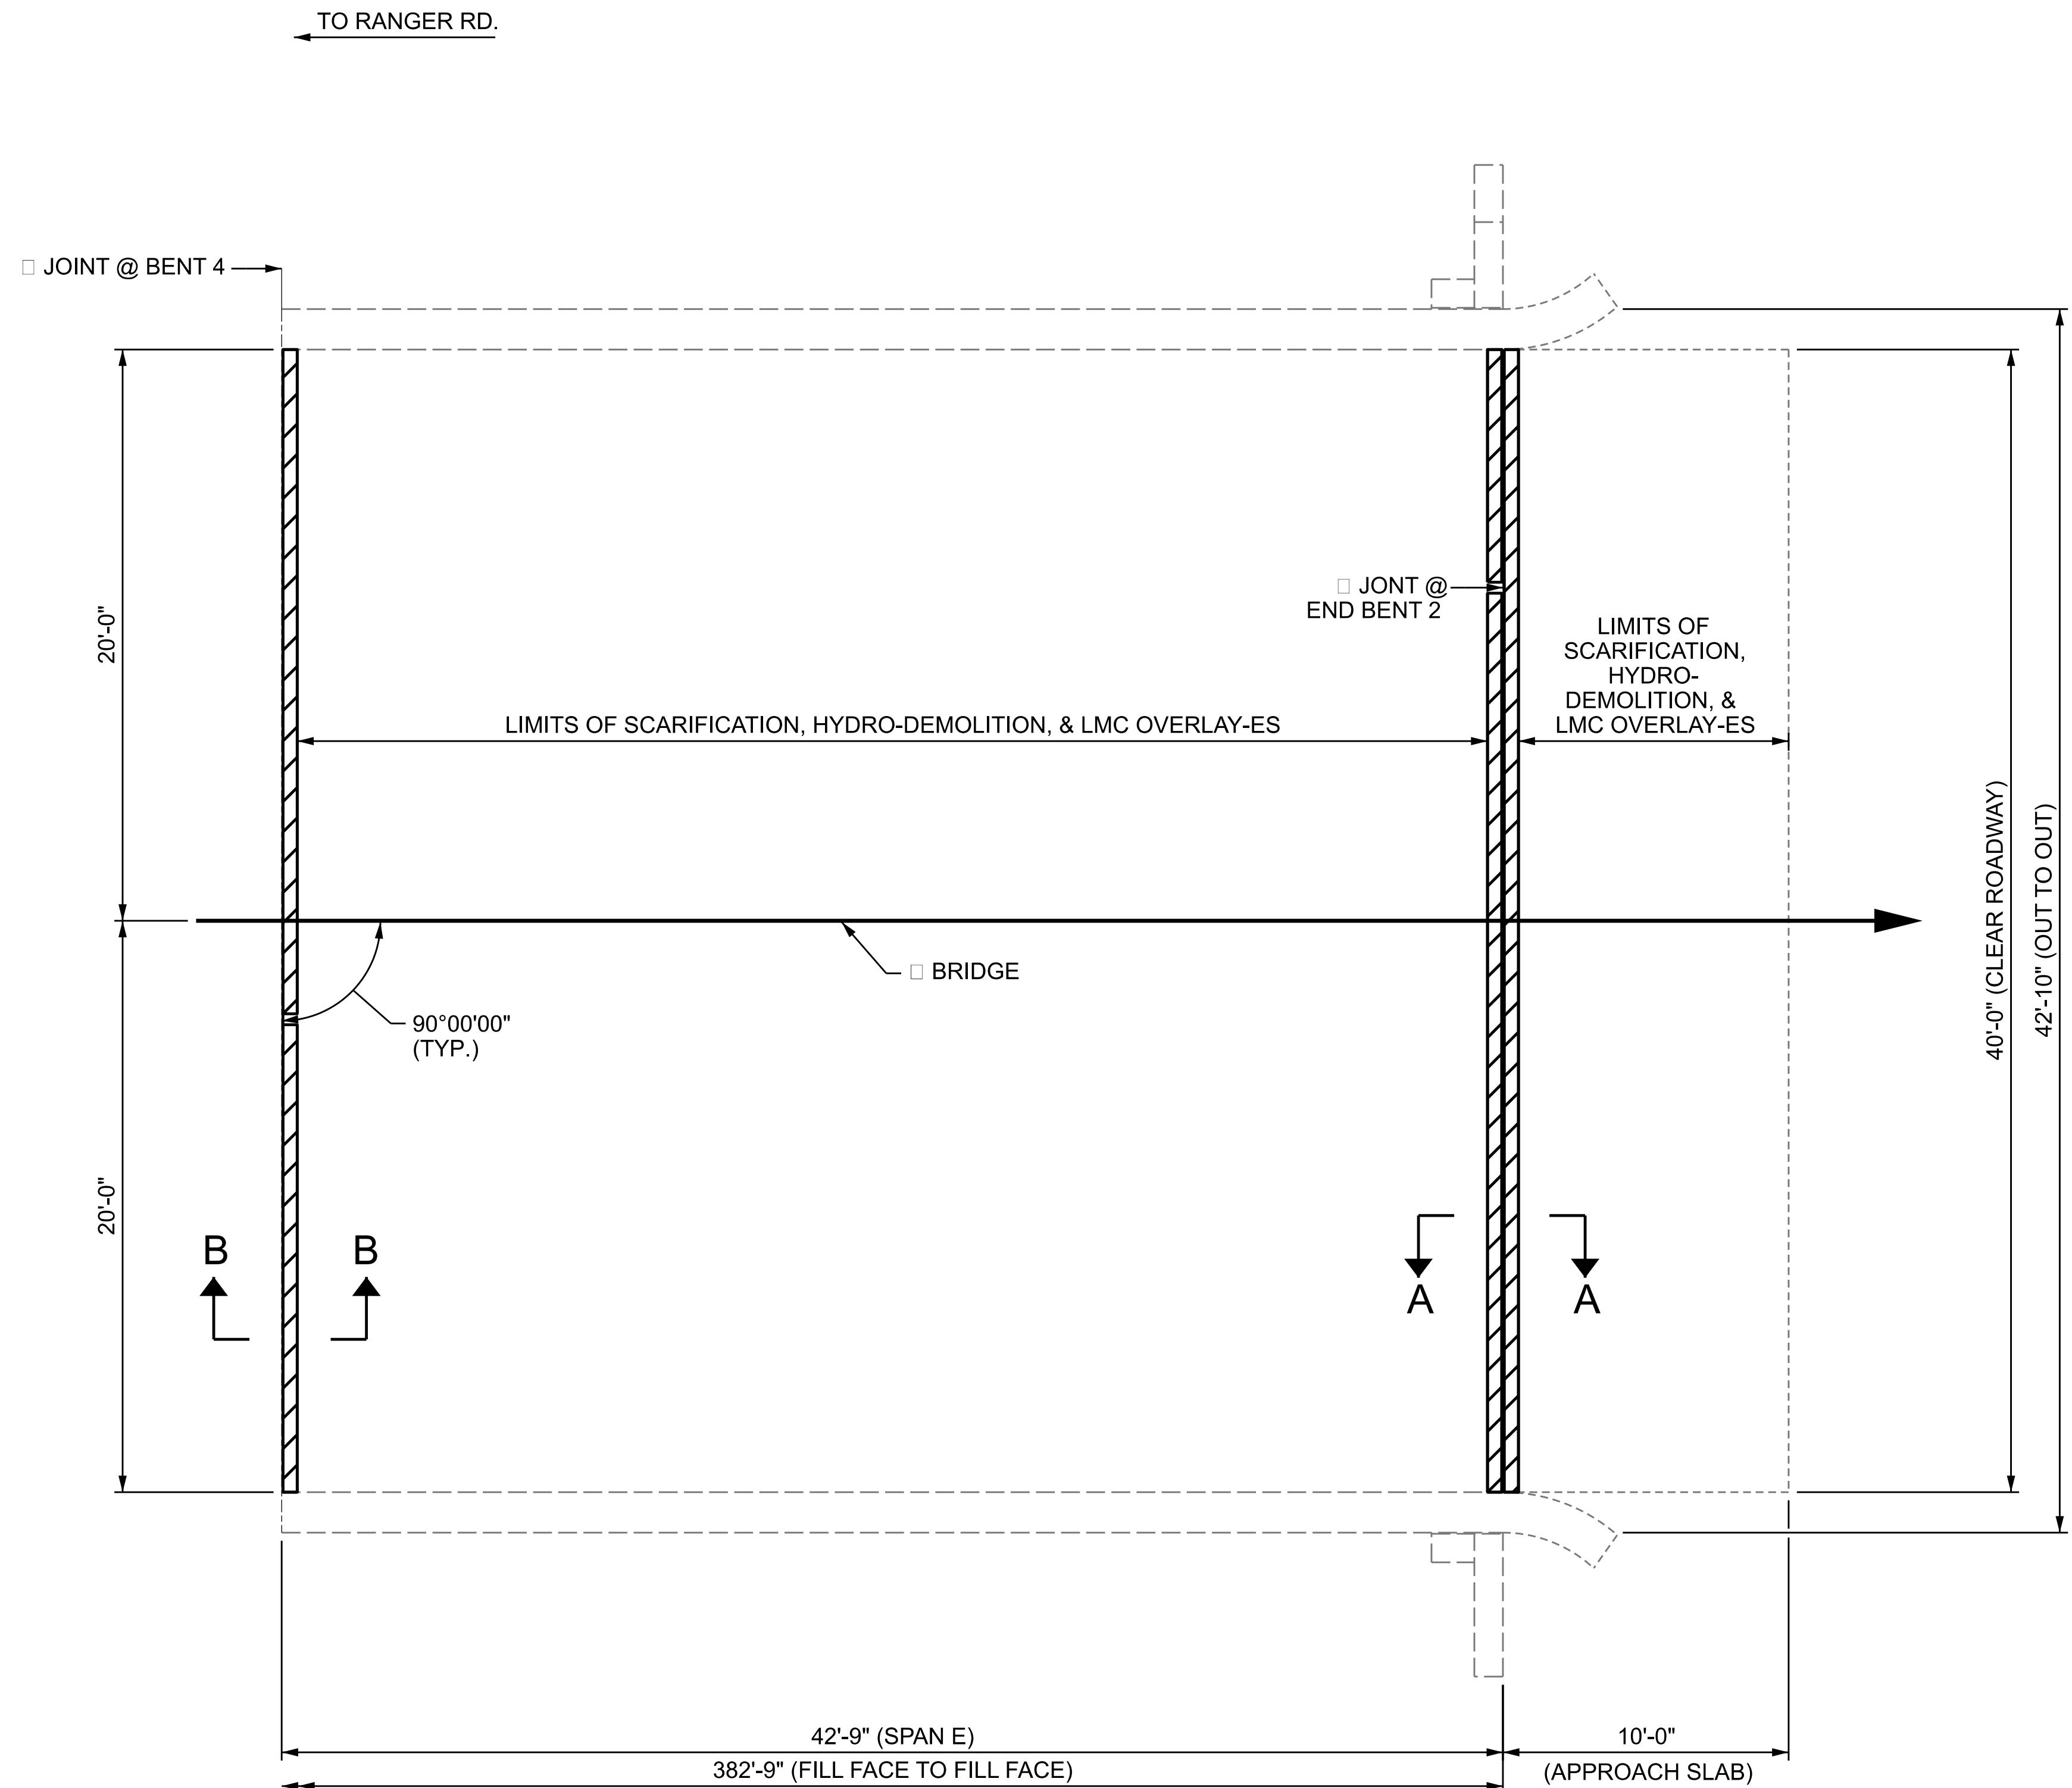 TO RANGER RD.
□ JOINT @ BENT 4
20'-0"
□ JONT @
END BENT 2
LIMITS OF
SCARIFICATION,
HYDRO-
DEMOLITION, &
LMC OVERLAY-ES
LIMITS OF SCARIFICATION, HYDRO-DEMOLITION, & LMC OVERLAY-ES
40'-0" (CLEAR ROADWAY)
42'-10" (OUT TO OUT)
□ BRIDGE
90°00'00"
(TYP.)
20'-0"
B
B
A
A
42'-9" (SPAN E)
10'-0"
382'-9" (FILL FACE TO FILL FACE)
(APPROACH SLAB)